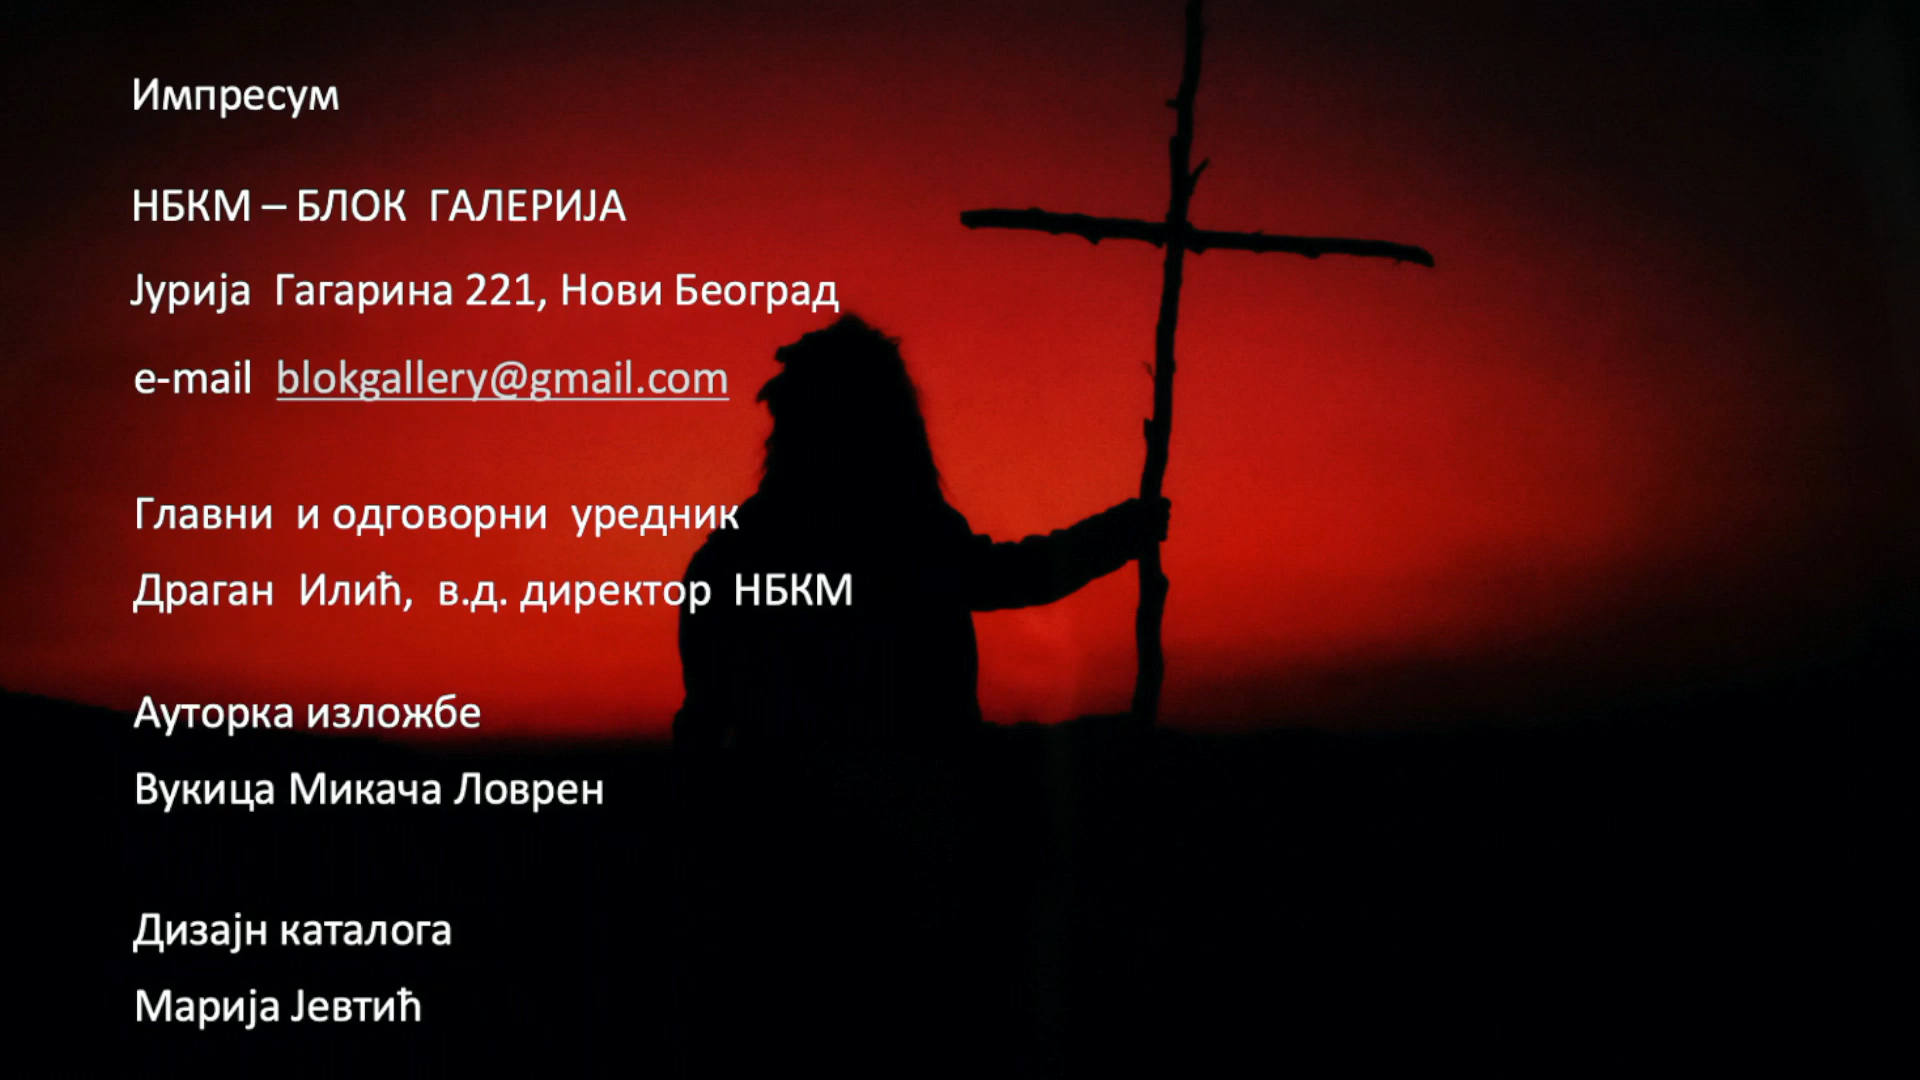 Импресум
НБКМ – БЛОК ГАЛЕРИЈА
Јурија Гагарина 221, Нови Београд
e-mail blokgallery@gmail.com
Главни и одговорни уредник
Драган Илић, в.д. директор НБКМ
Ауторка изложбе
Вукица Микача Ловрен
Дизајн каталога
Марија Јевтић